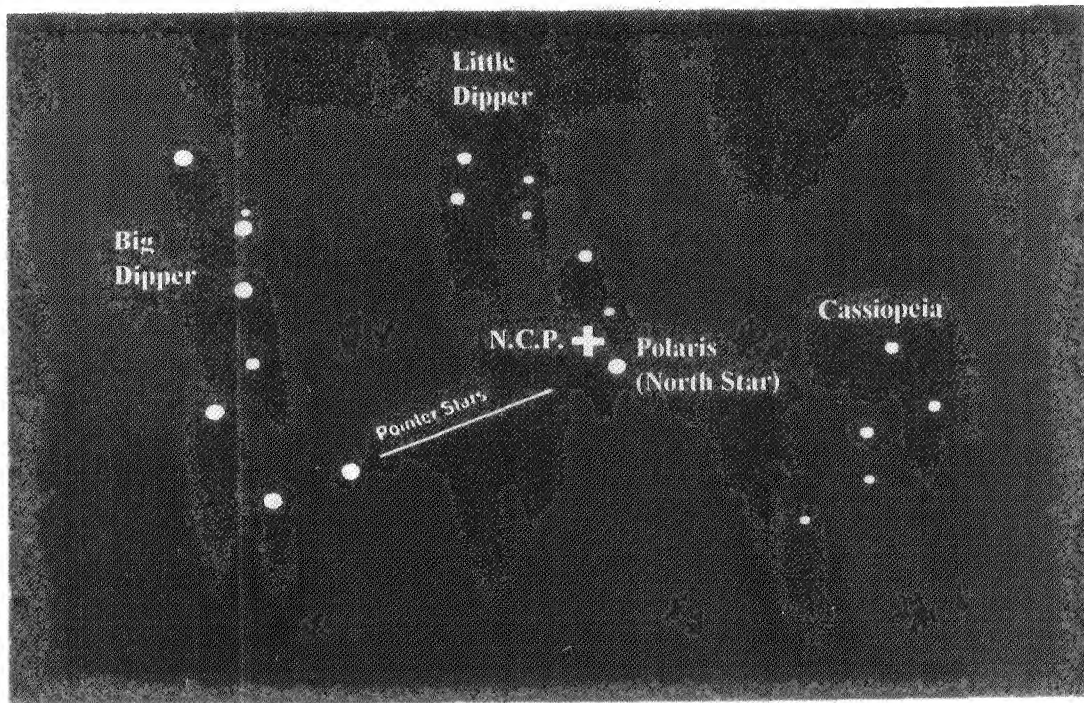 Little
Dipper
Big
Dipper
Cassiopeia
N.C.P.
Polaris
(North Star)
Pointer Stars